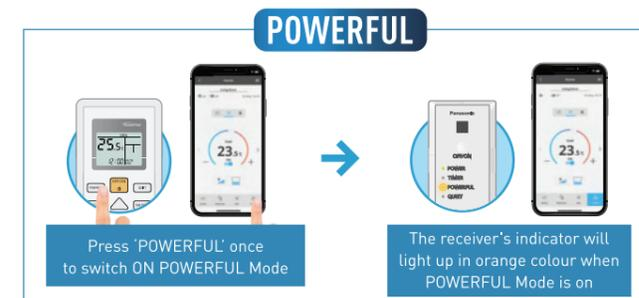 POWERFUL
25.5
23.5
Press ‘POWERFUL’ once
to switch ON POWERFUL Mode
Panasonic
ON/OFF
POWER
TIMER
POWERFUL
QUIET
23.5
The receiver's indicator will
light up in orange colour when
POWERFUL Mode is on